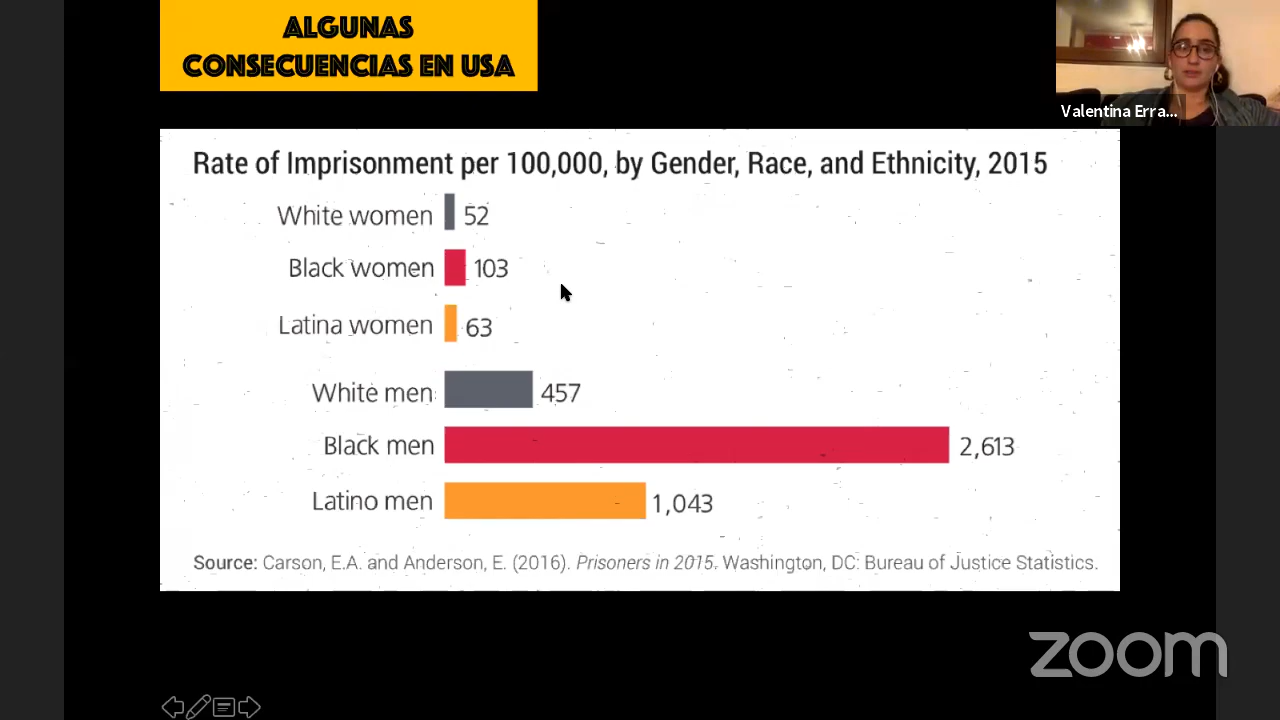 ALGUNAS
CONSECUENCIAS EN USA
Valentina Erra...
Rate of Imprisonment per 100,000, by Gender, Race, and Ethnicity, 2015
White women 52
Black women 103
Latina women 63
White men 457
Black men 2,613
Latino men 1,043
Source: Carson, E.A. and Anderson, E. (2016). Prisoners in 2015. Washington, DC: Bureau of Justice Statistics.
zoom